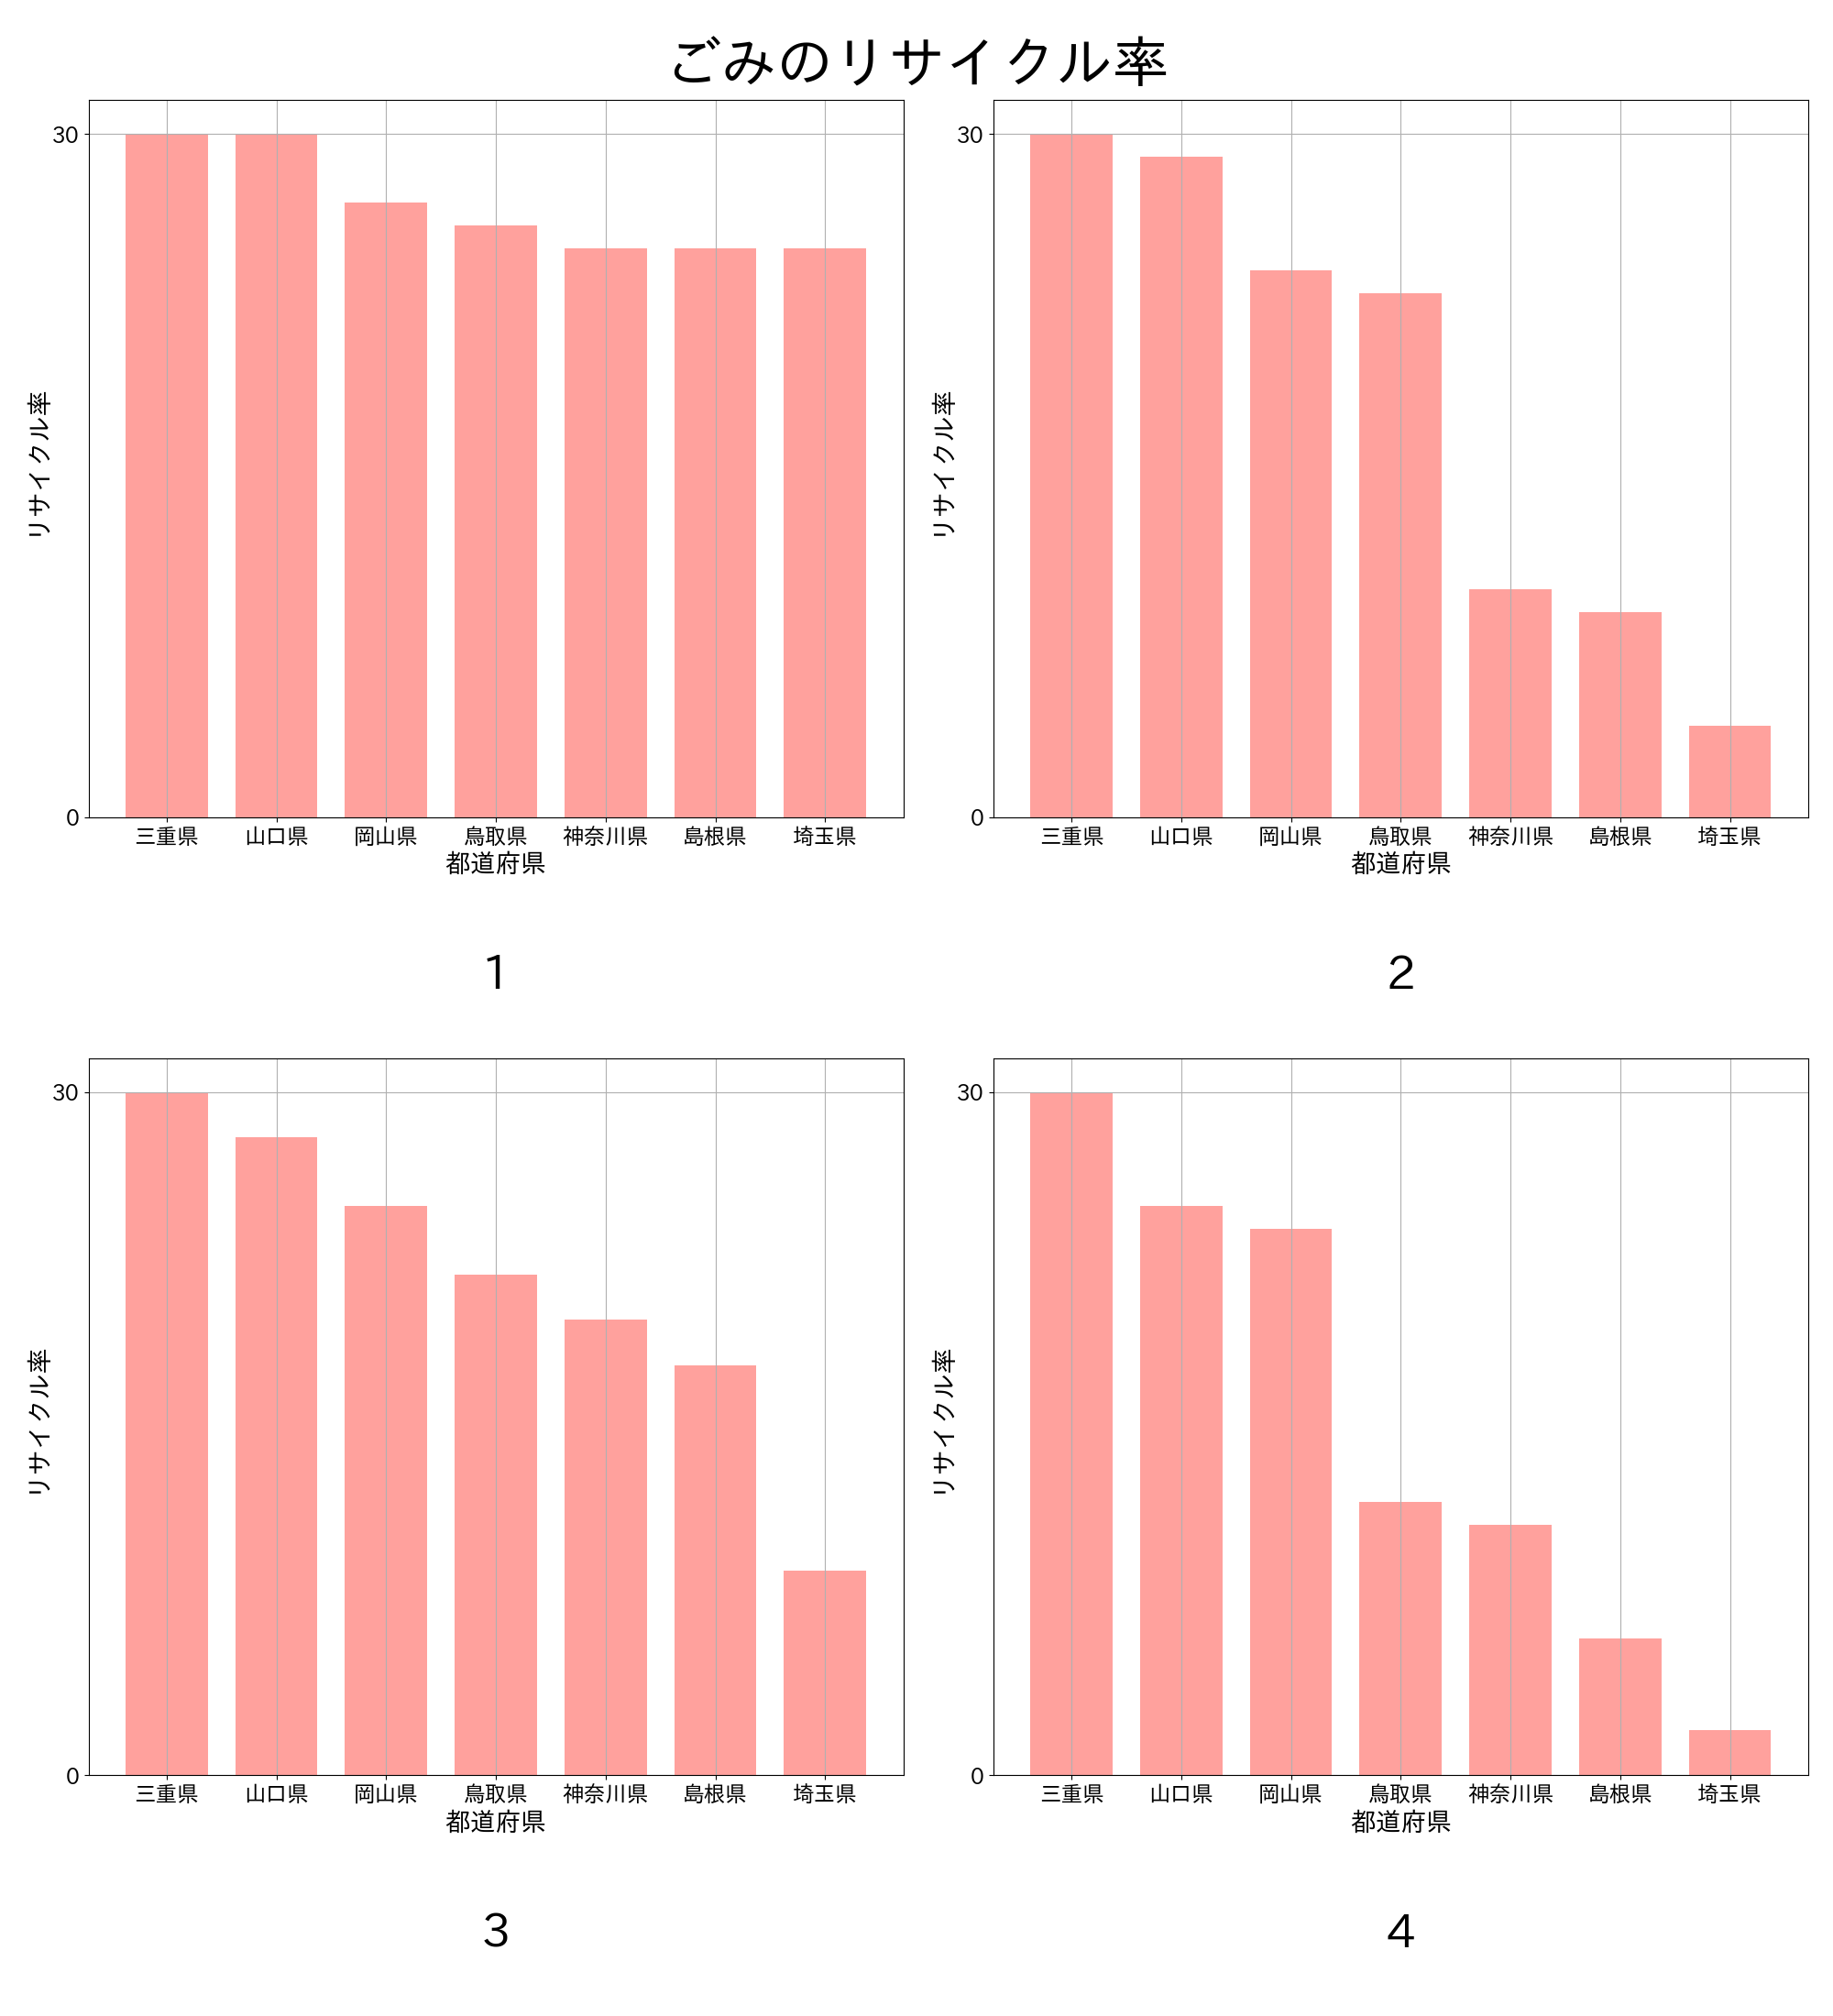 ごみのリサイクル率
30
0
リサイクル率
三重県 山口県 岡山県 鳥取県 神奈川県 島根県 埼玉県
都道府県
1
30
0
リサイクル率
三重県 山口県 岡山県 鳥取県 神奈川県 島根県 埼玉県
都道府県
2
30
0
リサイクル率
三重県 山口県 岡山県 鳥取県 神奈川県 島根県 埼玉県
都道府県
3
30
0
リサイクル率
三重県 山口県 岡山県 鳥取県 神奈川県 島根県 埼玉県
都道府県
4